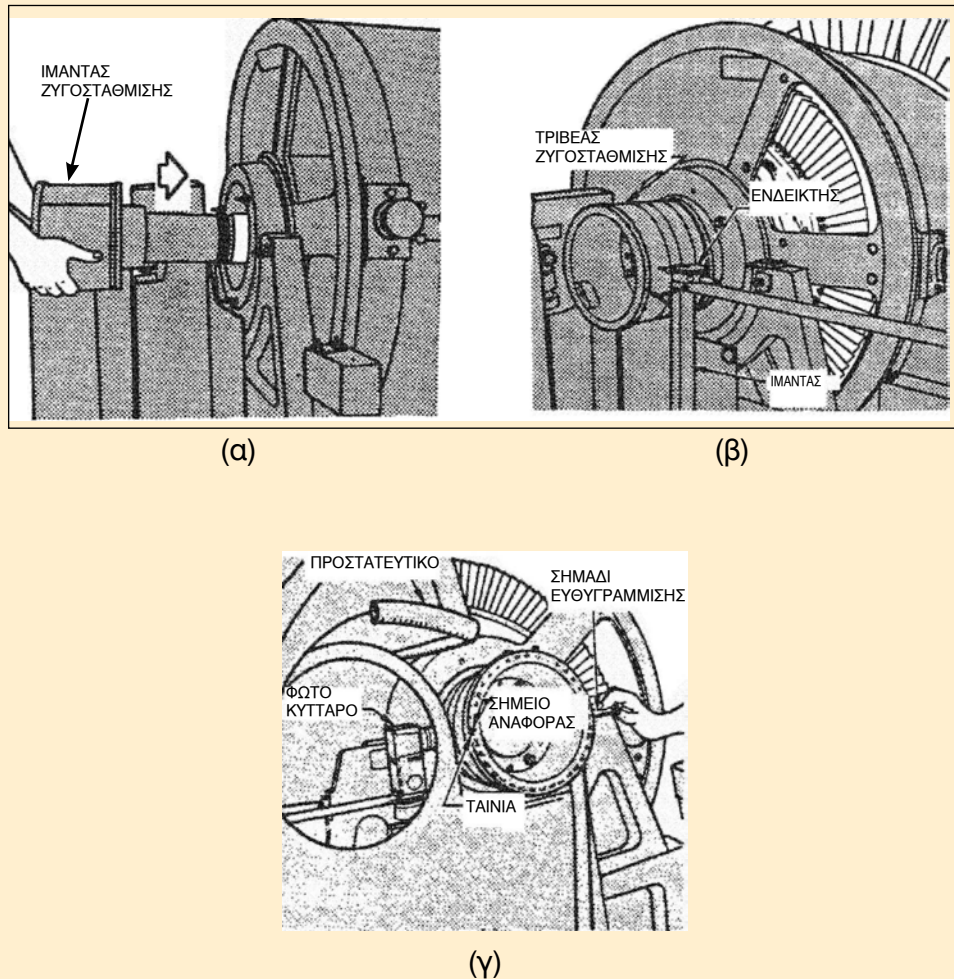 ΙΜΑΝΤΑΣ
ΖΥΓΟΣΤΑΘΜΙΣΗΣ
ΤΡΙΒΕΑΣ
ΖΥΓΟΣΤΑΘΜΙΣΗΣ
ΕΝΔΕΙΚΤΗΣ
ΙΜΑΝΤΑΣ
(α)
(β)
ΠΡΟΣΤΑΤΕΥΤΙΚΟ
ΣΗΜΑΔΙ
ΕΥΘΥΓΡΑΜΜΙΣΗΣ
ΦΩΤΟ
ΚΥΤΤΑΡΟ
ΣΗΜΕΙΟ
ΑΝΑΦΟΡΑΣ
ΤΑΙΝΙΑ
(γ)